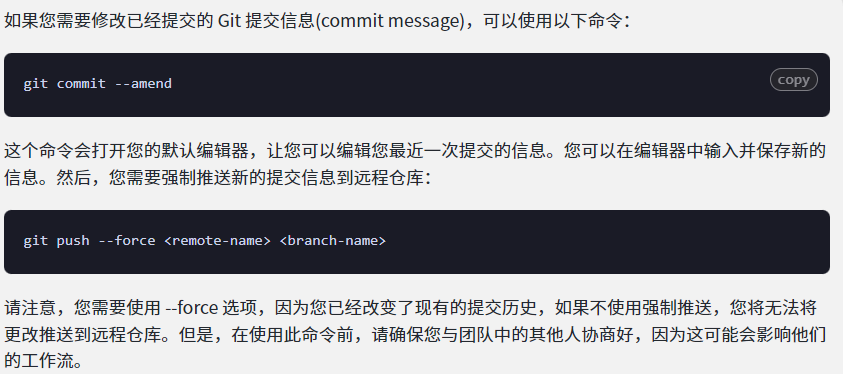 如果您需要修改已经提交的 Git 提交信息(commit message)，可以使用以下命令：
git commit --amend
copy
这个命令会打开您的默认编辑器，让您可以编辑您最近一次提交的信息。您可以在编辑器中输入并保存新的
信息。然后，您需要强制推送新的提交信息到远程仓库：
git push --force <remote-name> <branch-name>
请注意，您需要使用 --force 选项，因为您已经改变了现有的提交历史，如果不使用强制推送，您将无法将
更改推送到远程仓库。但是，在使用此命令前，请确保您与团队中的其他人协商好，因为这可能会影响他们
的工作流。